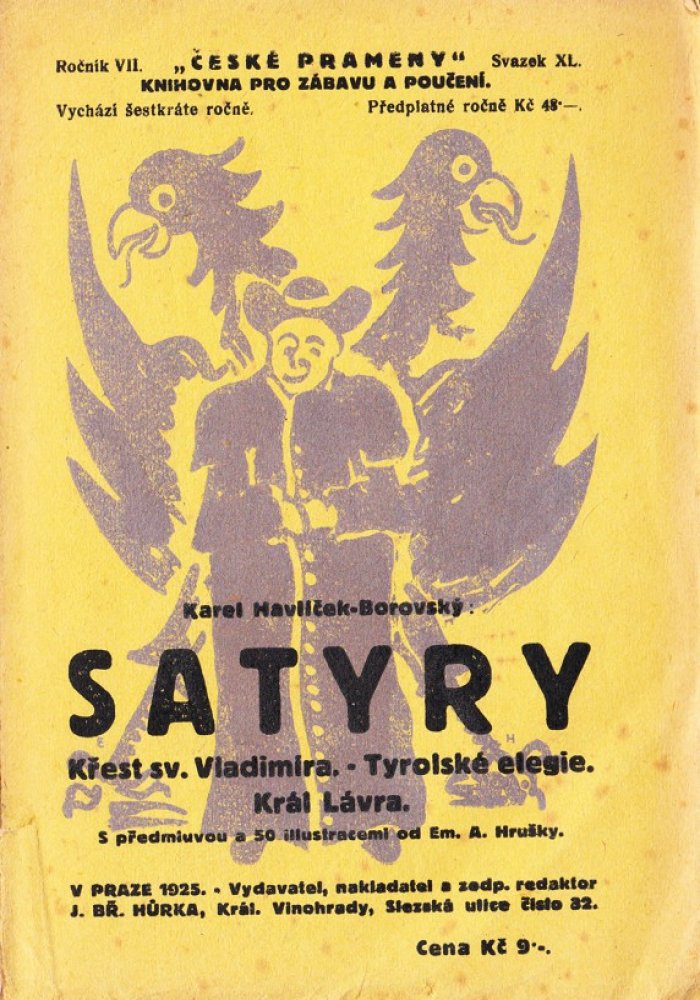 Ročník VII. „ČESKÉ PRAMENY“ Svazek XL.
KNIHOVNA PRO ZÁBAVU A POUČENÍ.
Vychází šestkráte ročně. Předplatné ročně Kč 48·—.
Karel Havlíček-Borovský:
SATYRY
E H
Křest sv. Vladimíra. - Tyrolské elegie.
Král Lávra.
S předmluvou a 50 illustracemi od Em. A. Hrušky.
V PRAZE 1925. - Vydavatel, nakladatel a zodp. redaktor
J. BŘ. HŮRKA, Král. Vinohrady, Slezská ulice číslo 32.
Cena Kč 9·-.